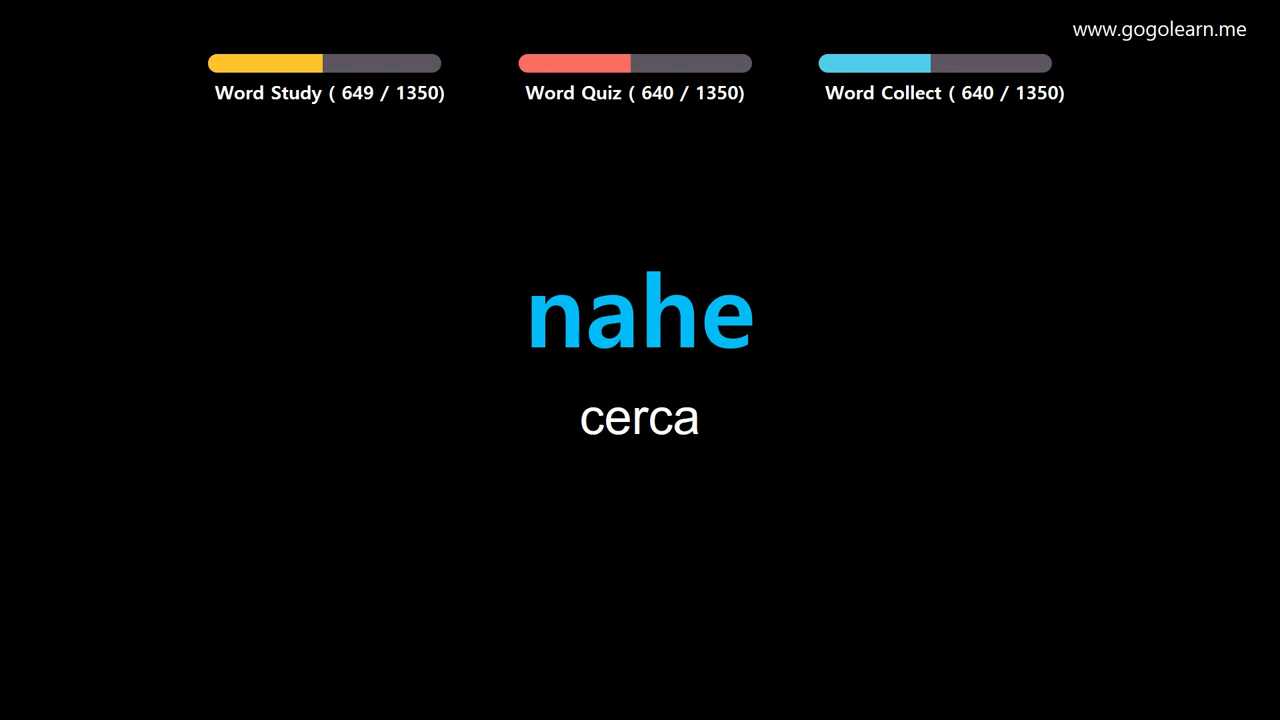 www.gogolearn.me
Word Study ( 649 / 1350)
Word Quiz ( 640 / 1350)
Word Collect ( 640 / 1350)
nahe
cerca